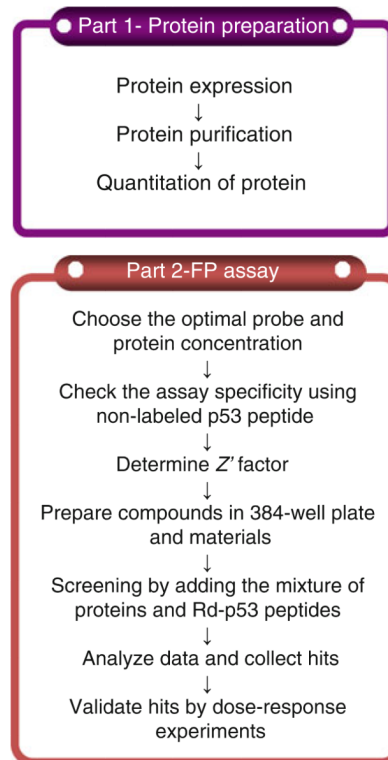 Part 1- Protein preparation
Protein expression
↓
Protein purification
↓
Quantitation of protein
Part 2-FP assay
Choose the optimal probe and
protein concentration
↓
Check the assay specificity using
non-labeled p53 peptide
↓
Determine Z' factor
↓
Prepare compounds in 384-well plate
and materials
↓
Screening by adding the mixture of
proteins and Rd-p53 peptides
↓
Analyze data and collect hits
↓
Validate hits by dose-response
experiments